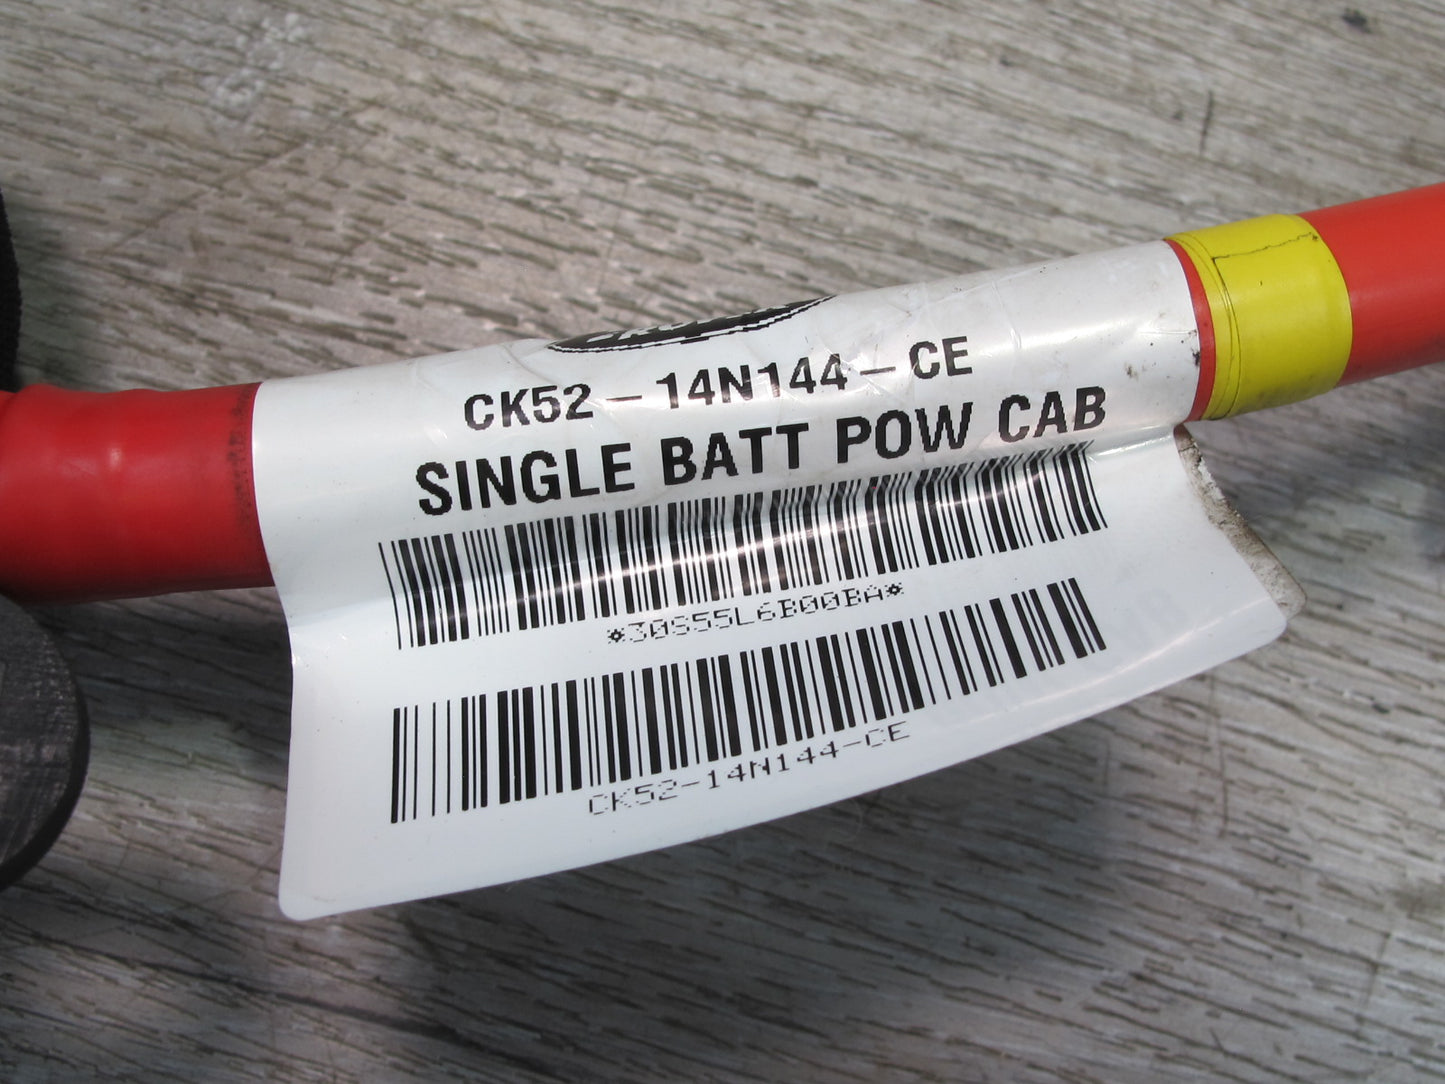 CK52-14N144-CE
SINGLE BATT POW CAB
*30S55L6B00BA*
CK52-14N144-CE